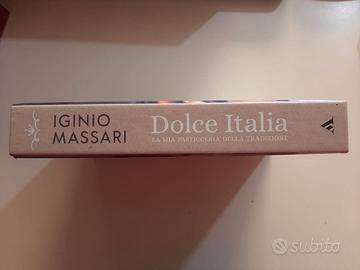 IGINIO
MASSARI
Dolce Italia
LA MIA PASTICCERIA DELLA TRADIZIONE
subito